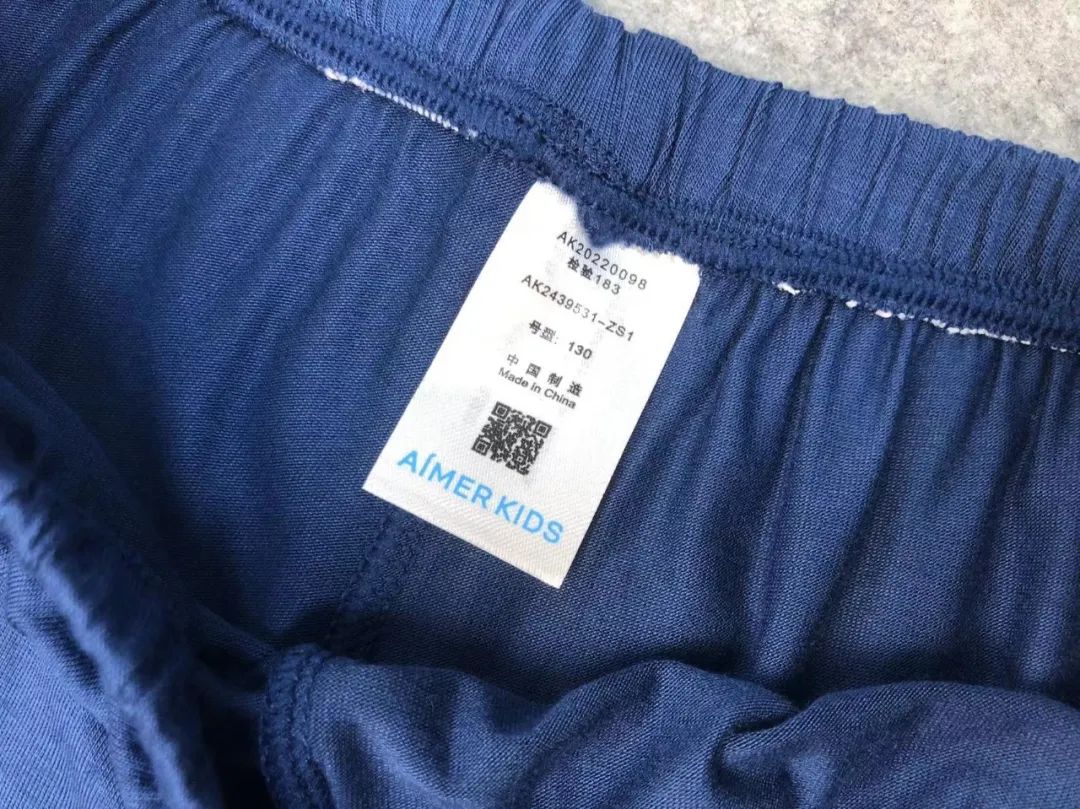 AK20220098
检验183
AK2439531-ZS1
号型: 130
中国制造
Made in China
AÍMER KIDS